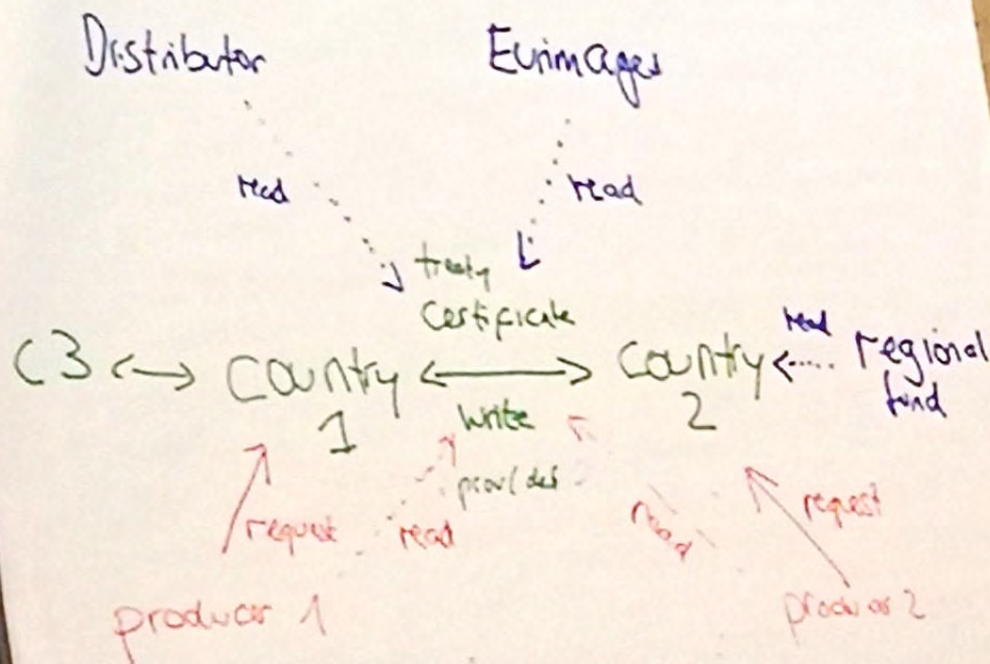 Distributor
Eurimages
read
read
treaty
certificate
read
C3
country
1
country
2
regional
fund
write
provides
request
read
read
request
producer 1
producer 2